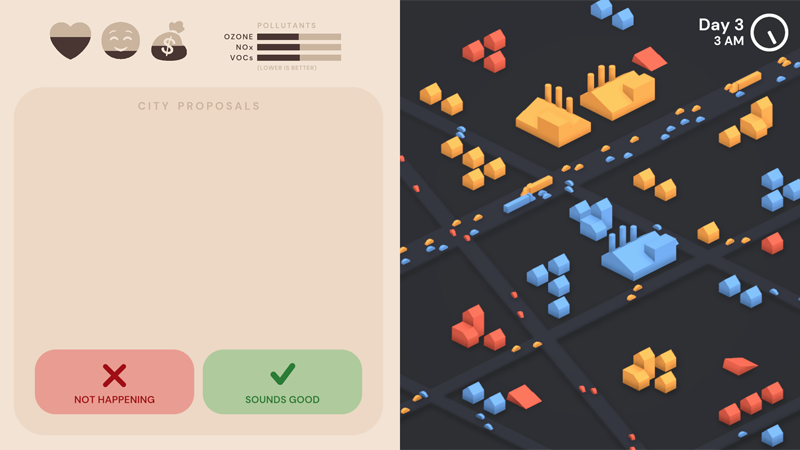 POLLUTANTS
OZONE
NOx
VOCs
(LOWER IS BETTER)
CITY PROPOSALS
NOT HAPPENING
SOUNDS GOOD
Day 3
3 AM
$